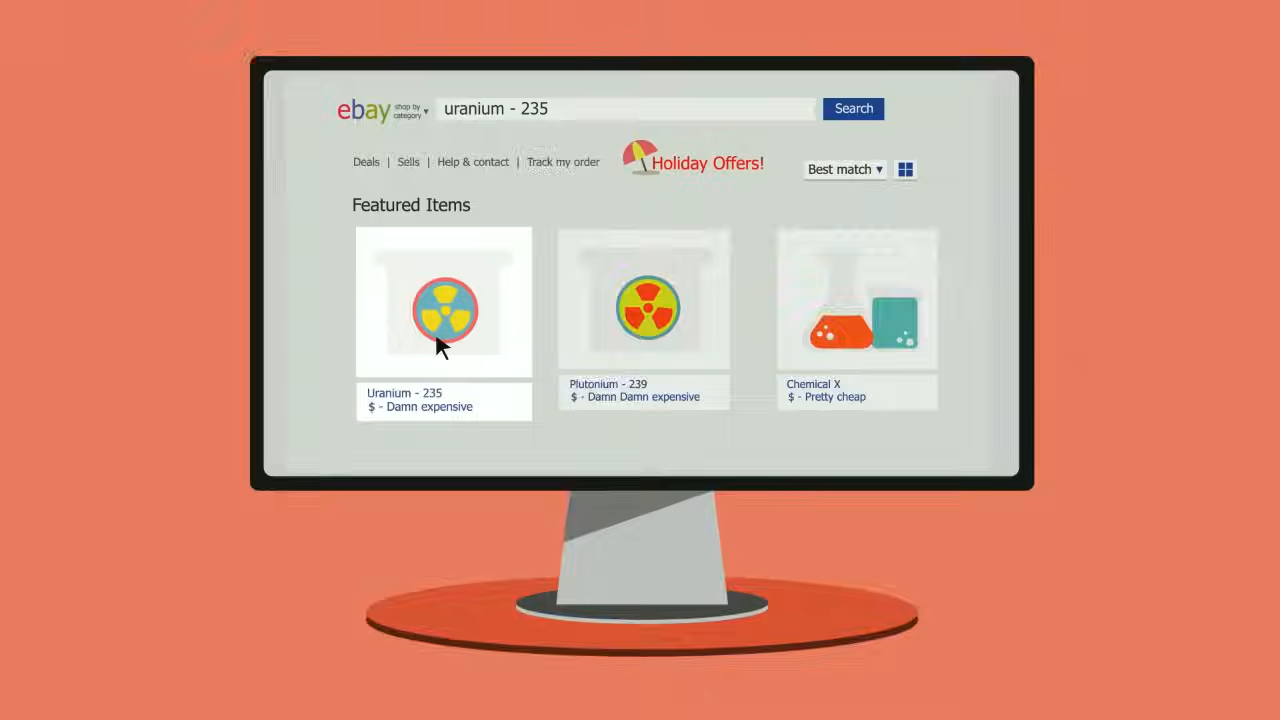 ebay shop by category ▾ uranium - 235 Search
Deals | Sells | Help & contact | Track my order
Holiday Offers!
Best match ▾
Featured Items
Uranium - 235
$ - Damn expensive
Plutonium - 239
$ - Damn Damn expensive
Chemical X
$ - Pretty cheap